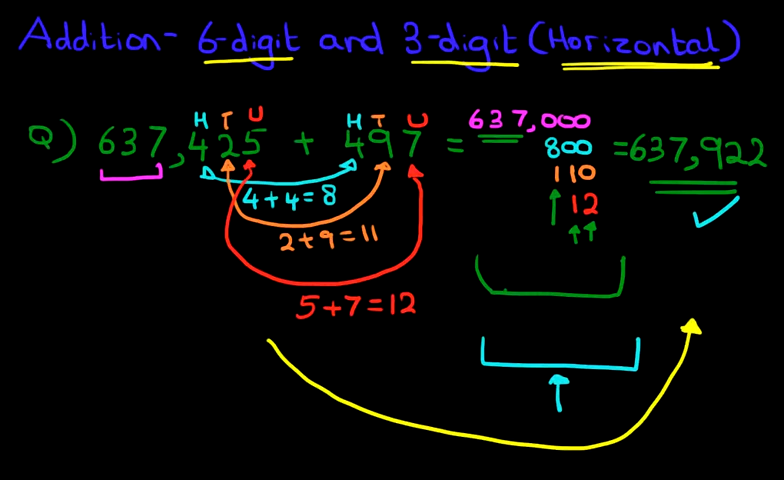 Addition- 6-digit and 3-digit (Horizontal)
H T U H T U 637,000
Q) 637,425 + 497 = 800 =637,922
110
4+4=8 12
2+9=11
5+7=12